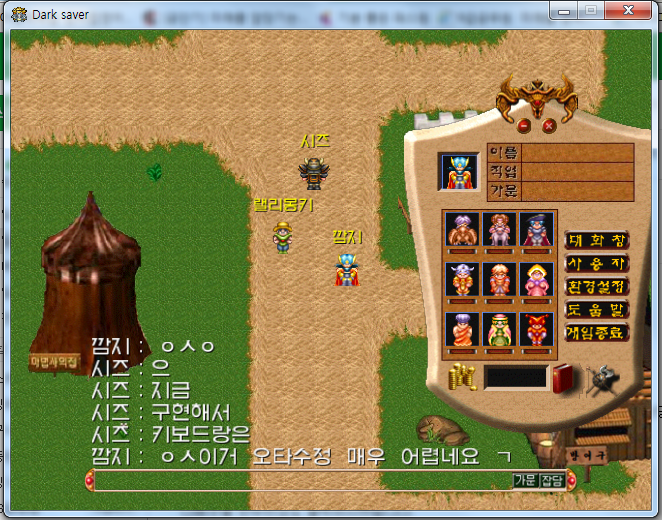 Dark saver
시즈
랠리몽키
깜지
이름
직업
가문
대화창
사용자
환경설정
도움말
게임종료
마법사의집
깜지 : ㅇㅅㅇ
시즈 : 으
시즈 : 지금
시즈 : 구현해서
시즈 : 키보드랑은
깜지 : ㅇㅅ이거 오타수정 매우 어렵네요 ㄱ
방어구
가문 잡담